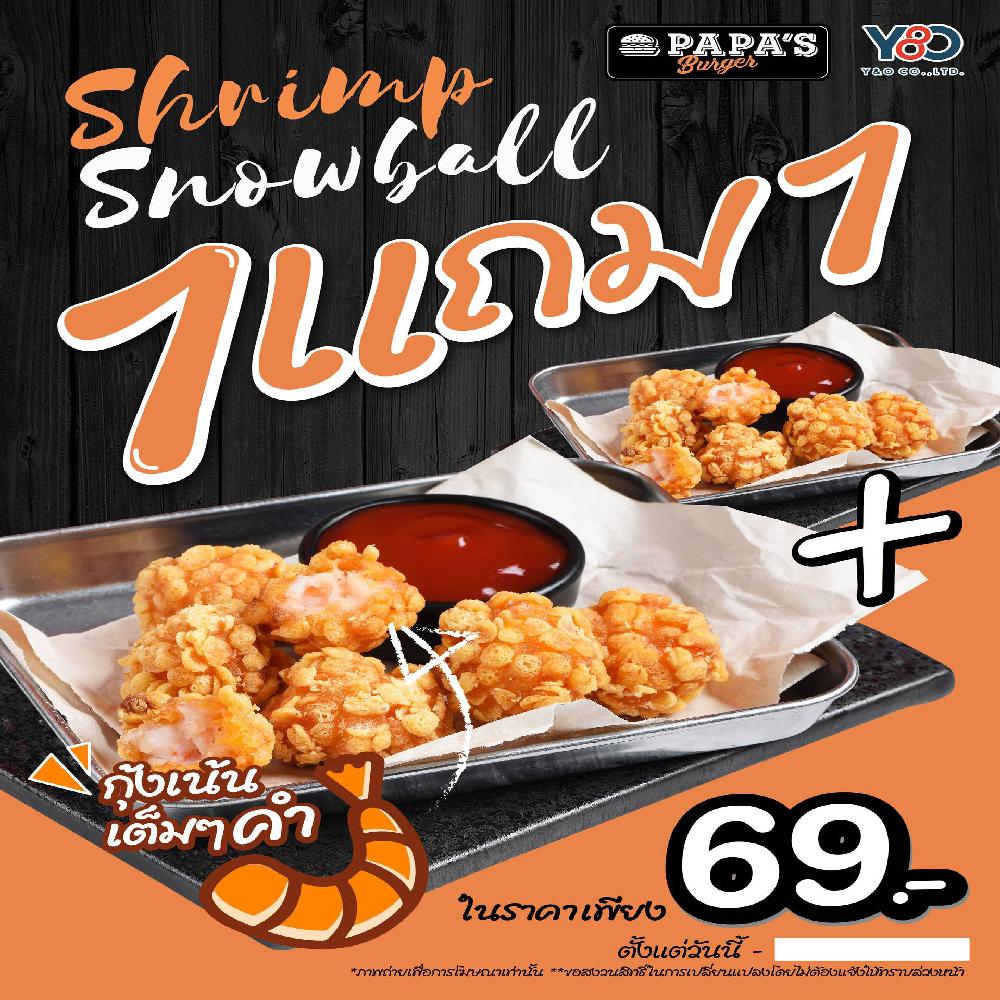 PAPA'S
Burger
Y&O
Y&O CO.,LTD.
Shrimp
Snowball
1 แถม 1
+
กุ้งเน้น
เต็มๆ คำ
69.-
ในราคาเพียง
ตั้งแต่วันนี้ -
*ภาพถ่ายเพื่อการโฆษณาเท่านั้น **ขอสงวนสิทธิ์ในการเปลี่ยนแปลงโดยไม่ต้องแจ้งให้ทราบล่วงหน้า